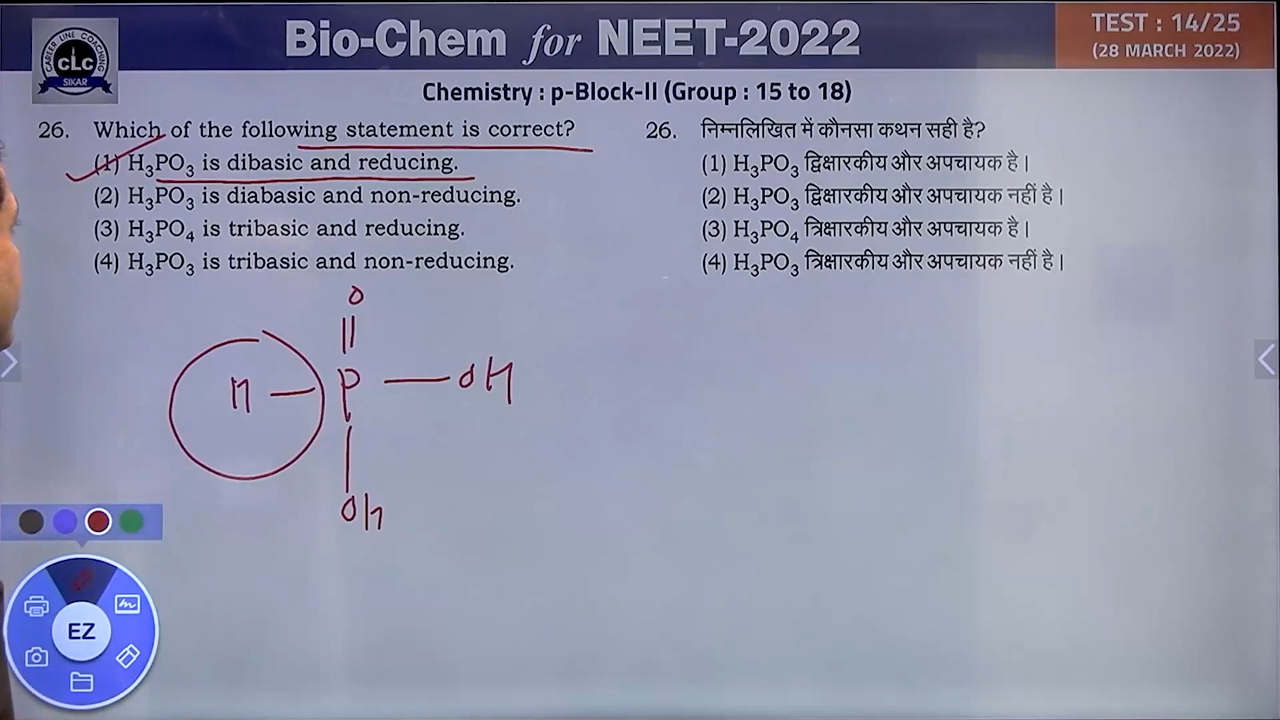 CAREER LINE COACHING
CLC
SIKAR
Bio-Chem for NEET-2022
TEST : 14/25
(28 MARCH 2022)
Chemistry : p-Block-II (Group : 15 to 18)
26. Which of the following statement is correct?
(1) H₃PO₃ is dibasic and reducing.
(2) H₃PO₃ is diabasic and non-reducing.
(3) H₃PO₄ is tribasic and reducing.
(4) H₃PO₃ is tribasic and non-reducing.
26. निम्नलिखित में कौनसा कथन सही है?
(1) H₃PO₃ द्विक्षारकीय और अपचायक है।
(2) H₃PO₃ द्विक्षारकीय और अपचायक नहीं है।
(3) H₃PO₄ त्रिक्षारकीय और अपचायक है।
(4) H₃PO₃ त्रिक्षारकीय और अपचायक नहीं है।
O
H – P – OH
OH
EZ